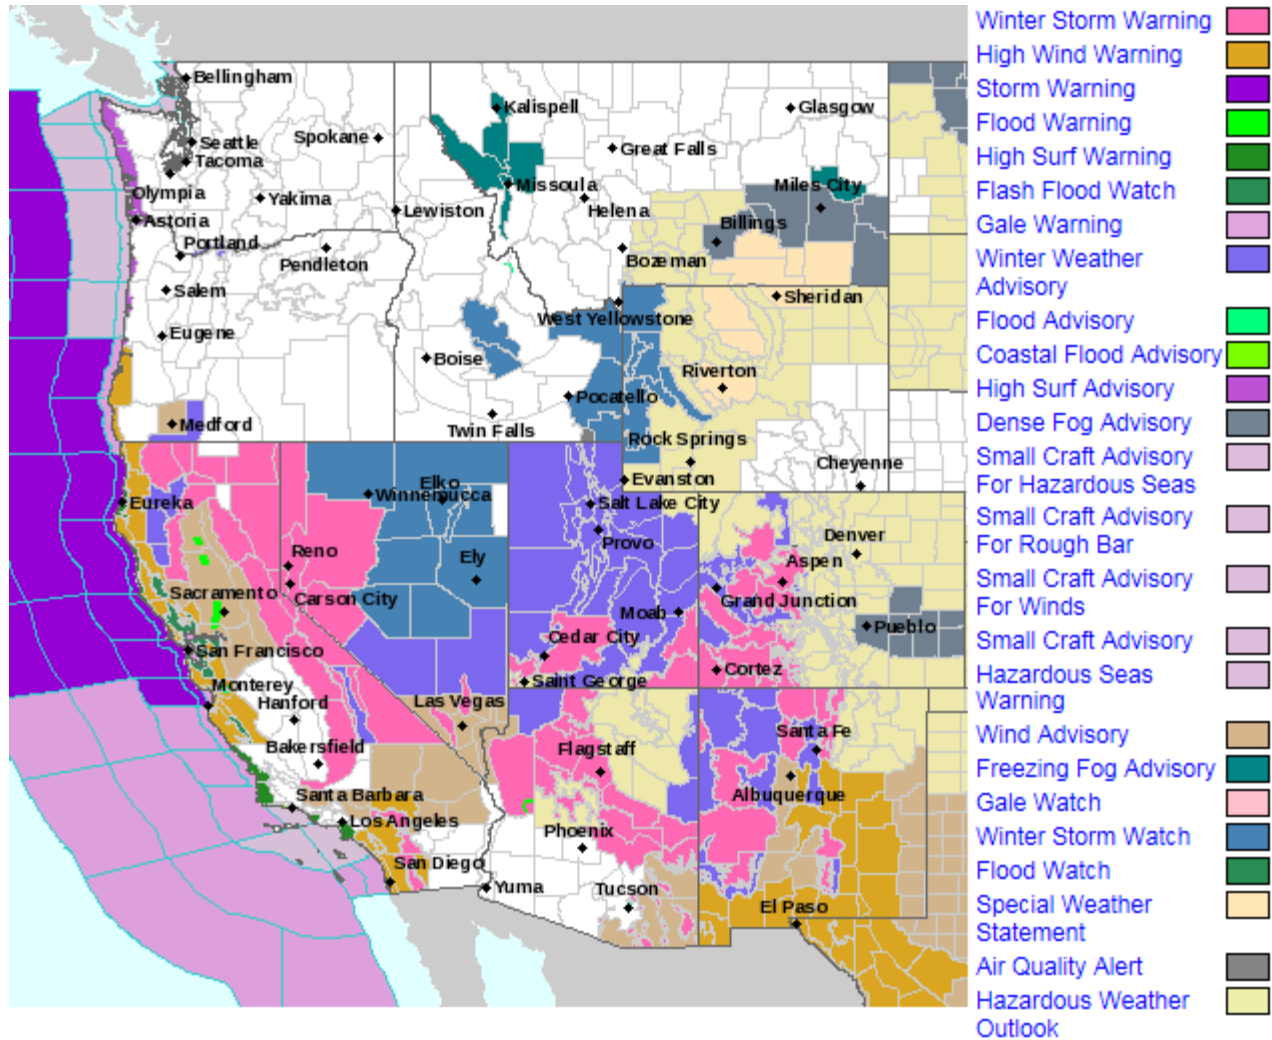 Bellingham
Seattle
Tacoma
Olympia
Spokane
Yakima
Astoria
Portland
Pendleton
Lewiston
Salem
Eugene
Medford
Kalispell
Glasgow
Great Falls
Missoula
Helena
Miles City
Billings
Bozeman
West Yellowstone
Sheridan
Boise
Pocatello
Twin Falls
Riverton
Rock Springs
Evanston
Cheyenne
Eureka
Elko
Winnemucca
Ely
Reno
Carson City
Sacramento
San Francisco
Monterey
Hanford
Bakersfield
Las Vegas
Santa Barbara
Los Angeles
San Diego
Salt Lake City
Provo
Moab
Cedar City
Saint George
Denver
Aspen
Grand Junction
Pueblo
Cortez
Flagstaff
Phoenix
Yuma
Tucson
Santa Fe
Albuquerque
El Paso
Winter Storm Warning
High Wind Warning
Storm Warning
Flood Warning
High Surf Warning
Flash Flood Watch
Gale Warning
Winter Weather
Advisory
Flood Advisory
Coastal Flood Advisory
High Surf Advisory
Dense Fog Advisory
Small Craft Advisory
For Hazardous Seas
Small Craft Advisory
For Rough Bar
Small Craft Advisory
For Winds
Small Craft Advisory
Hazardous Seas
Warning
Wind Advisory
Freezing Fog Advisory
Gale Watch
Winter Storm Watch
Flood Watch
Special Weather
Statement
Air Quality Alert
Hazardous Weather
Outlook